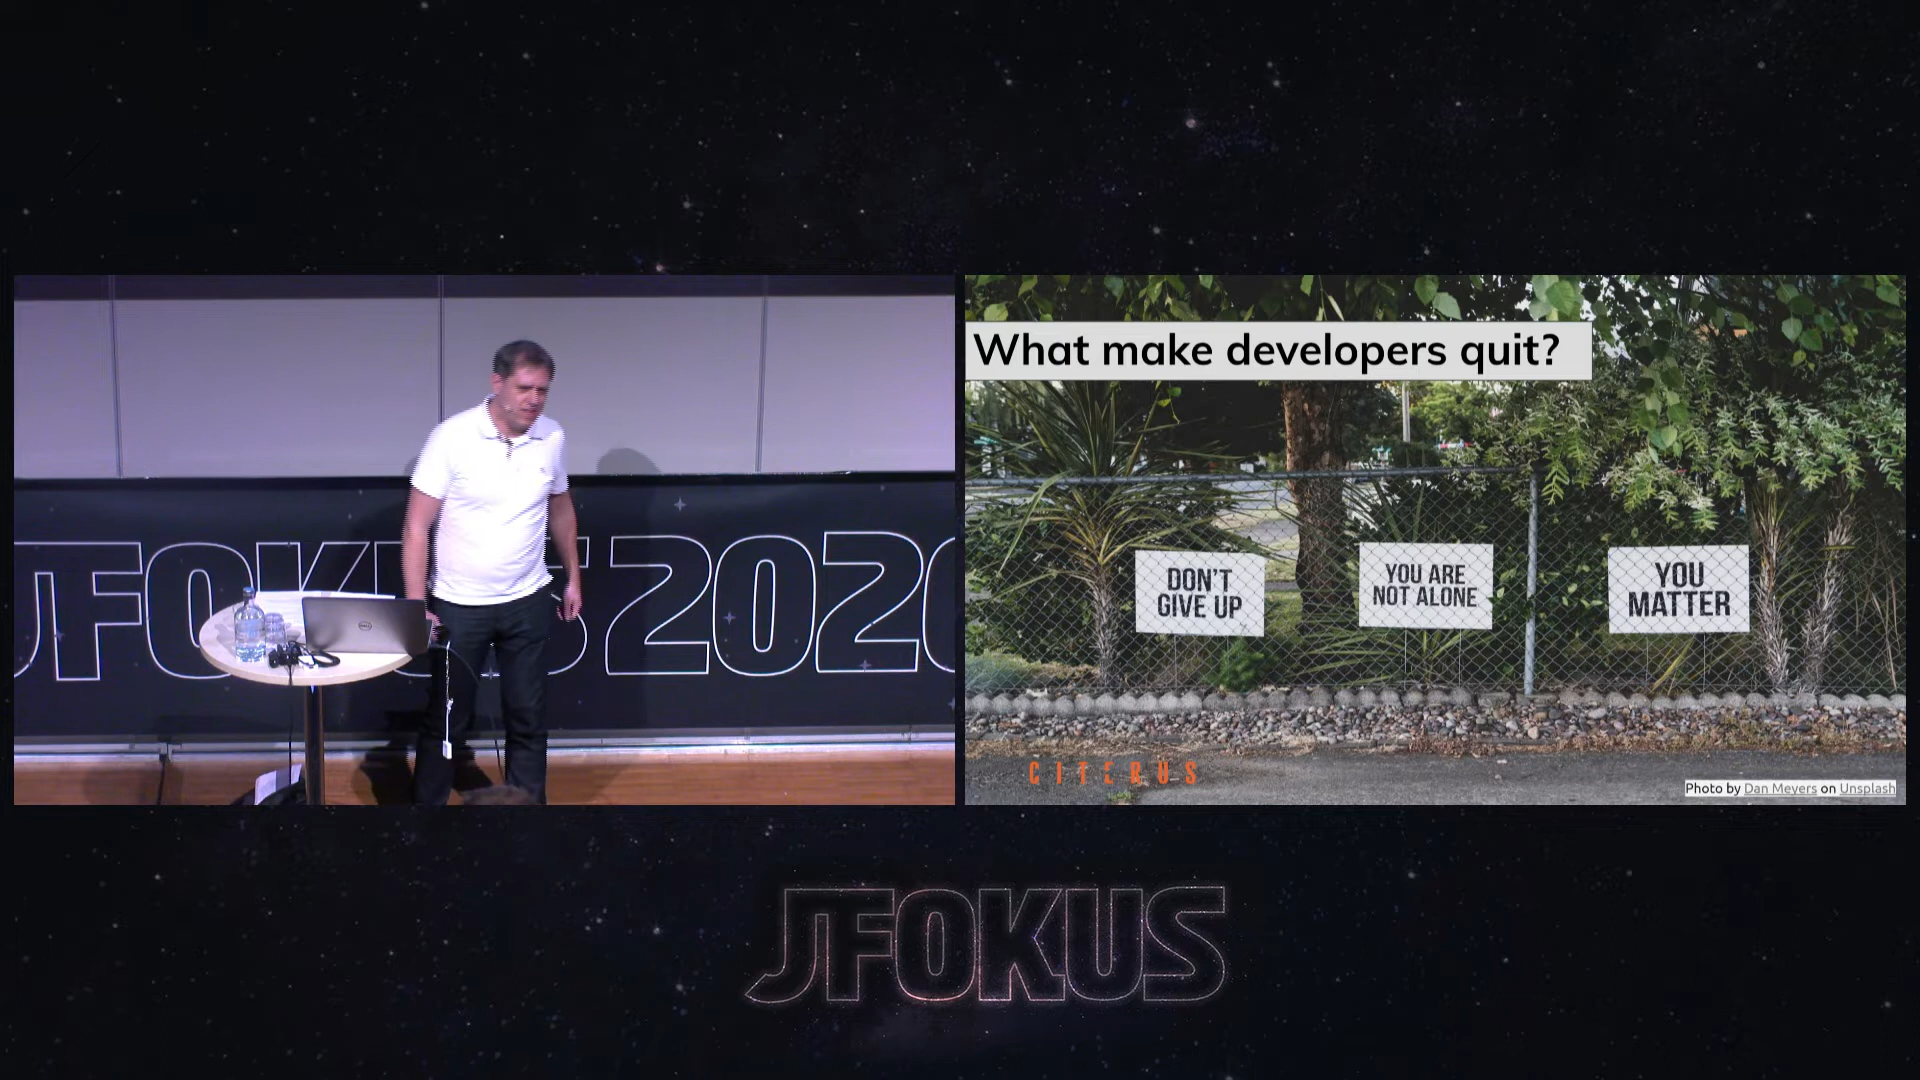 JFOKUS 2020
DELL
What make developers quit?
DON'T
GIVE UP
YOU ARE
NOT ALONE
YOU
MATTER
CITERUS
Photo by Dan Meyers on Unsplash
JFOKUS